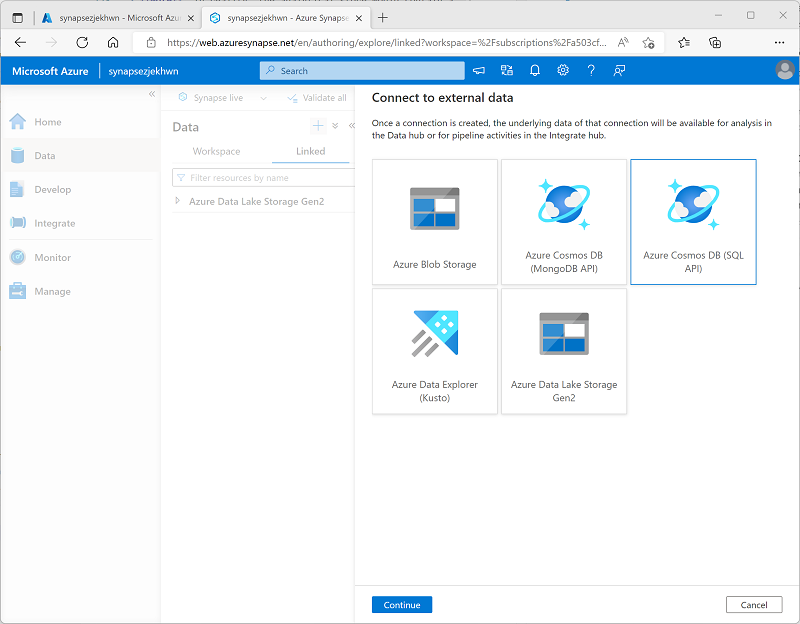 synapsezjekhwn - Microsoft Azu
synapsezjekhwn - Azure Synapse
https://web.azuresynapse.net/en/authoring/explore/linked?workspace=%2Fsubscriptions%2Fa503cf...
Microsoft Azure
synapsezjekhwn
Search
Synapse live
Validate all
Home
Data
Develop
Integrate
Monitor
Manage
Data
Workspace
Linked
Filter resources by name
Azure Data Lake Storage Gen2
Connect to external data
Once a connection is created, the underlying data of that connection will be available for analysis in
the Data hub or for pipeline activities in the Integrate hub.
Azure Blob Storage
Azure Cosmos DB
(MongoDB API)
Azure Cosmos DB (SQL
API)
Azure Data Explorer
(Kusto)
Azure Data Lake Storage
Gen2
Continue
Cancel